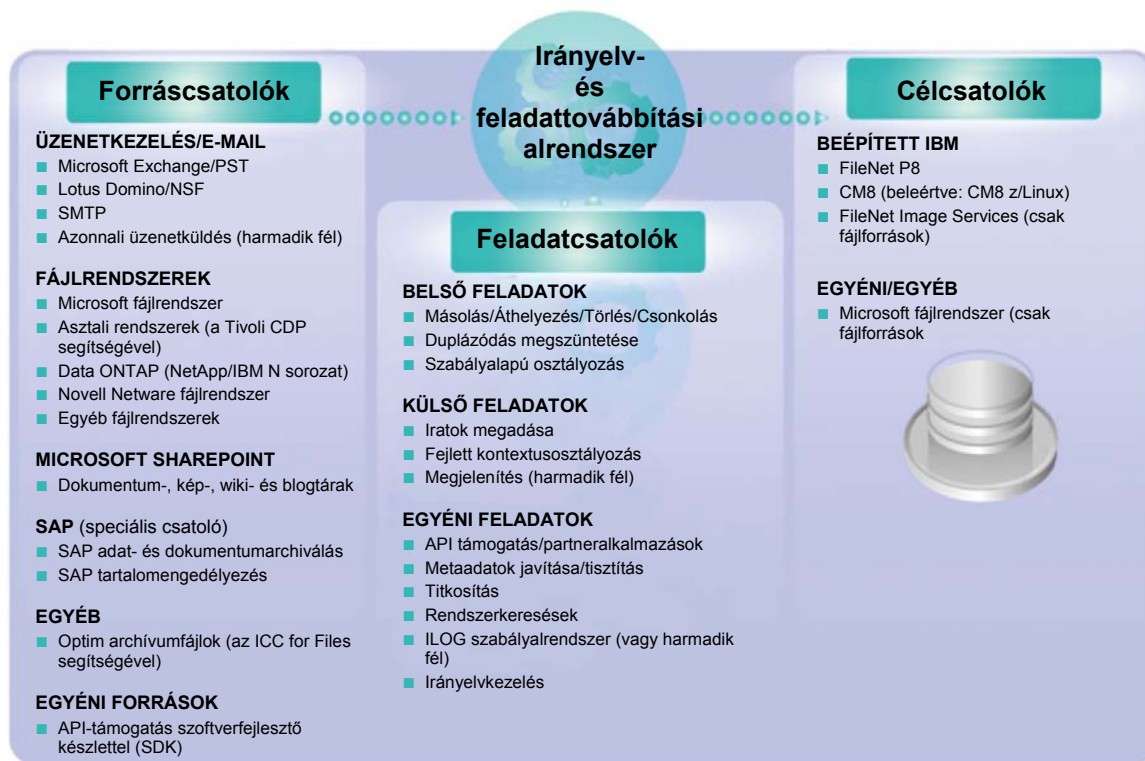 Forráscsatolók
ÜZENETKEZELÉS/E-MAIL
Microsoft Exchange/PST
Lotus Domino/NSF
SMTP
Azonnali üzenetküldés (harmadik fél)
FÁJLRENDSZEREK
Microsoft fájlrendszer
Asztali rendszerek (a Tivoli CDP
segítségével)
Data ONTAP (NetApp/IBM N sorozat)
Novell Netware fájlrendszer
Egyéb fájlrendszerek
MICROSOFT SHAREPOINT
Dokumentum-, kép-, wiki- és blogtárak
SAP (speciális csatoló)
SAP adat- és dokumentumarchiválás
SAP tartalomengedélyezés
EGYÉB
Optim archívumfájlok (az ICC for Files
segítségével)
EGYÉNI FORRÁSOK
API-támogatás szoftverfejlesztő
készlettel (SDK)
Irányelv-
és
feladattovábbítási
alrendszer
Feladatcsatolók
BELSŐ FELADATOK
Másolás/Áthelyezés/Törlés/Csonkolás
Duplázódás megszüntetése
Szabályalapú osztályozás
KÜLSŐ FELADATOK
Iratok megadása
Fejlett kontextusosztályozás
Megjelenítés (harmadik fél)
EGYÉNI FELADATOK
API támogatás/partneralkalmazások
Metaadatok javítása/tisztítás
Titkosítás
Rendszerkeresések
ILOG szabályalrendszer (vagy harmadik
fél)
Irányelvkezelés
Célcsatolók
BEÉPÍTETT IBM
FileNet P8
CM8 (beleértve: CM8 z/Linux)
FileNet Image Services (csak
fájlforrások)
EGYÉNI/EGYÉB
Microsoft fájlrendszer (csak
fájlforrások